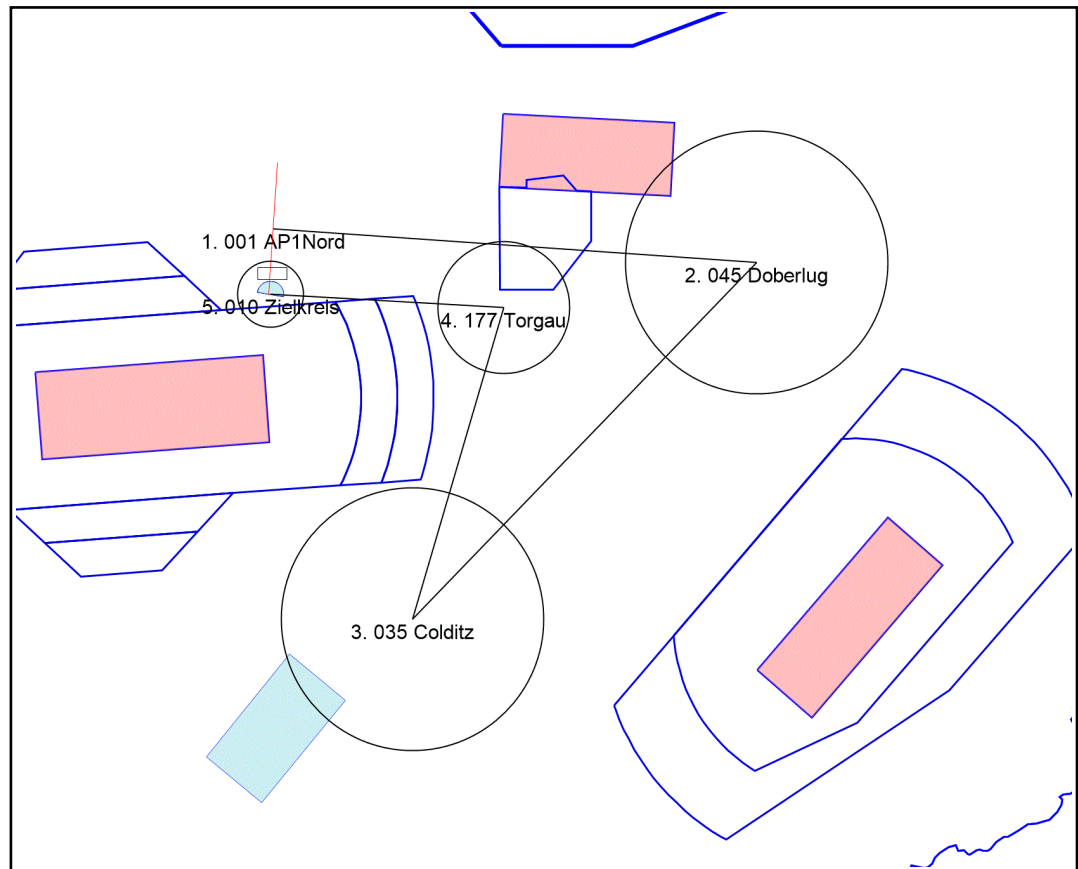 1. 001 AP1Nord
2. 045 Doberlug
5. 010 Zielkreis
4. 177 Torgau
3. 035 Colditz